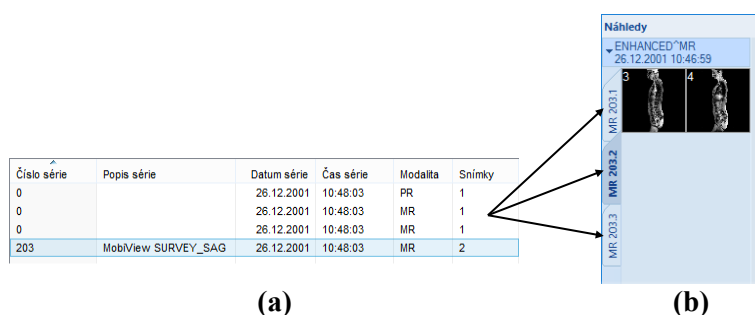 Číslo série Popis série Datum série Čas série Modalita Snímky
0 26.12.2001 10:48:03 PR 1
0 26.12.2001 10:48:03 MR 1
0 26.12.2001 10:48:03 MR 1
203 MobiView SURVEY_SAG 26.12.2001 10:48:03 MR 2
(a)
Náhledy
ENHANCED^MR
26.12.2001 10:46:59
3 4
MR 203.1
MR 203.2
MR 203.3
(b)